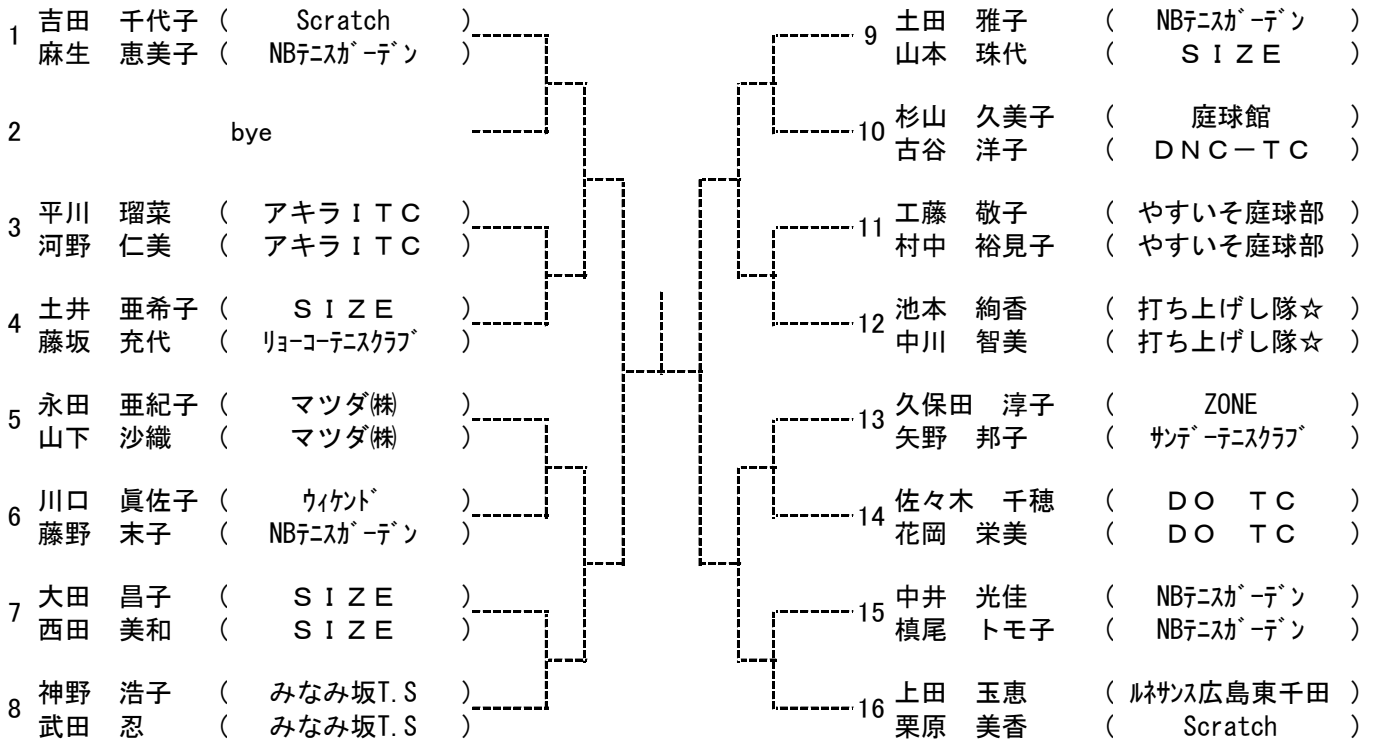 1 吉田　千代子 ( Scratch )
麻生　恵美子 ( NBﾃﾆｽｶﾞｰﾃﾞﾝ )
2 bye
3 平川　瑠菜 ( アキラＩＴＣ )
河野　仁美 ( アキラＩＴＣ )
4 土井　亜希子 ( ＳＩＺＥ )
藤坂　充代 ( ﾘｮｰｺｰﾃﾆｽｸﾗﾌﾞ )
5 永田　亜紀子 ( マツダ㈱ )
山下　沙織 ( マツダ㈱ )
6 川口　眞佐子 ( ｳｨｹﾝﾄﾞ )
藤野　末子 ( NBﾃﾆｽｶﾞｰﾃﾞﾝ )
7 大田　昌子 ( ＳＩＺＥ )
西田　美和 ( ＳＩＺＥ )
8 神野　浩子 ( みなみ坂T.S )
武田　忍 ( みなみ坂T.S )
9 土田　雅子 ( NBﾃﾆｽｶﾞｰﾃﾞﾝ )
山本　珠代 ( ＳＩＺＥ )
10 杉山　久美子 ( 庭球館 )
古谷　洋子 ( ＤＮＣ－ＴＣ )
11 工藤　敬子 ( やすいそ庭球部 )
村中　裕見子 ( やすいそ庭球部 )
12 池本　絢香 ( 打ち上げし隊☆ )
中川　智美 ( 打ち上げし隊☆ )
13 久保田　淳子 ( ZONE )
矢野　邦子 ( ｻﾝﾃﾞｰﾃﾆｽｸﾗﾌﾞ )
14 佐々木　千穂 ( ＤＯ　ＴＣ )
花岡　栄美 ( ＤＯ　ＴＣ )
15 中井　光佳 ( NBﾃﾆｽｶﾞｰﾃﾞﾝ )
槙尾　トモ子 ( NBﾃﾆｽｶﾞｰﾃﾞﾝ )
16 上田　玉恵 ( ﾙﾈｻﾝｽ広島東千田 )
栗原　美香 ( Scratch )